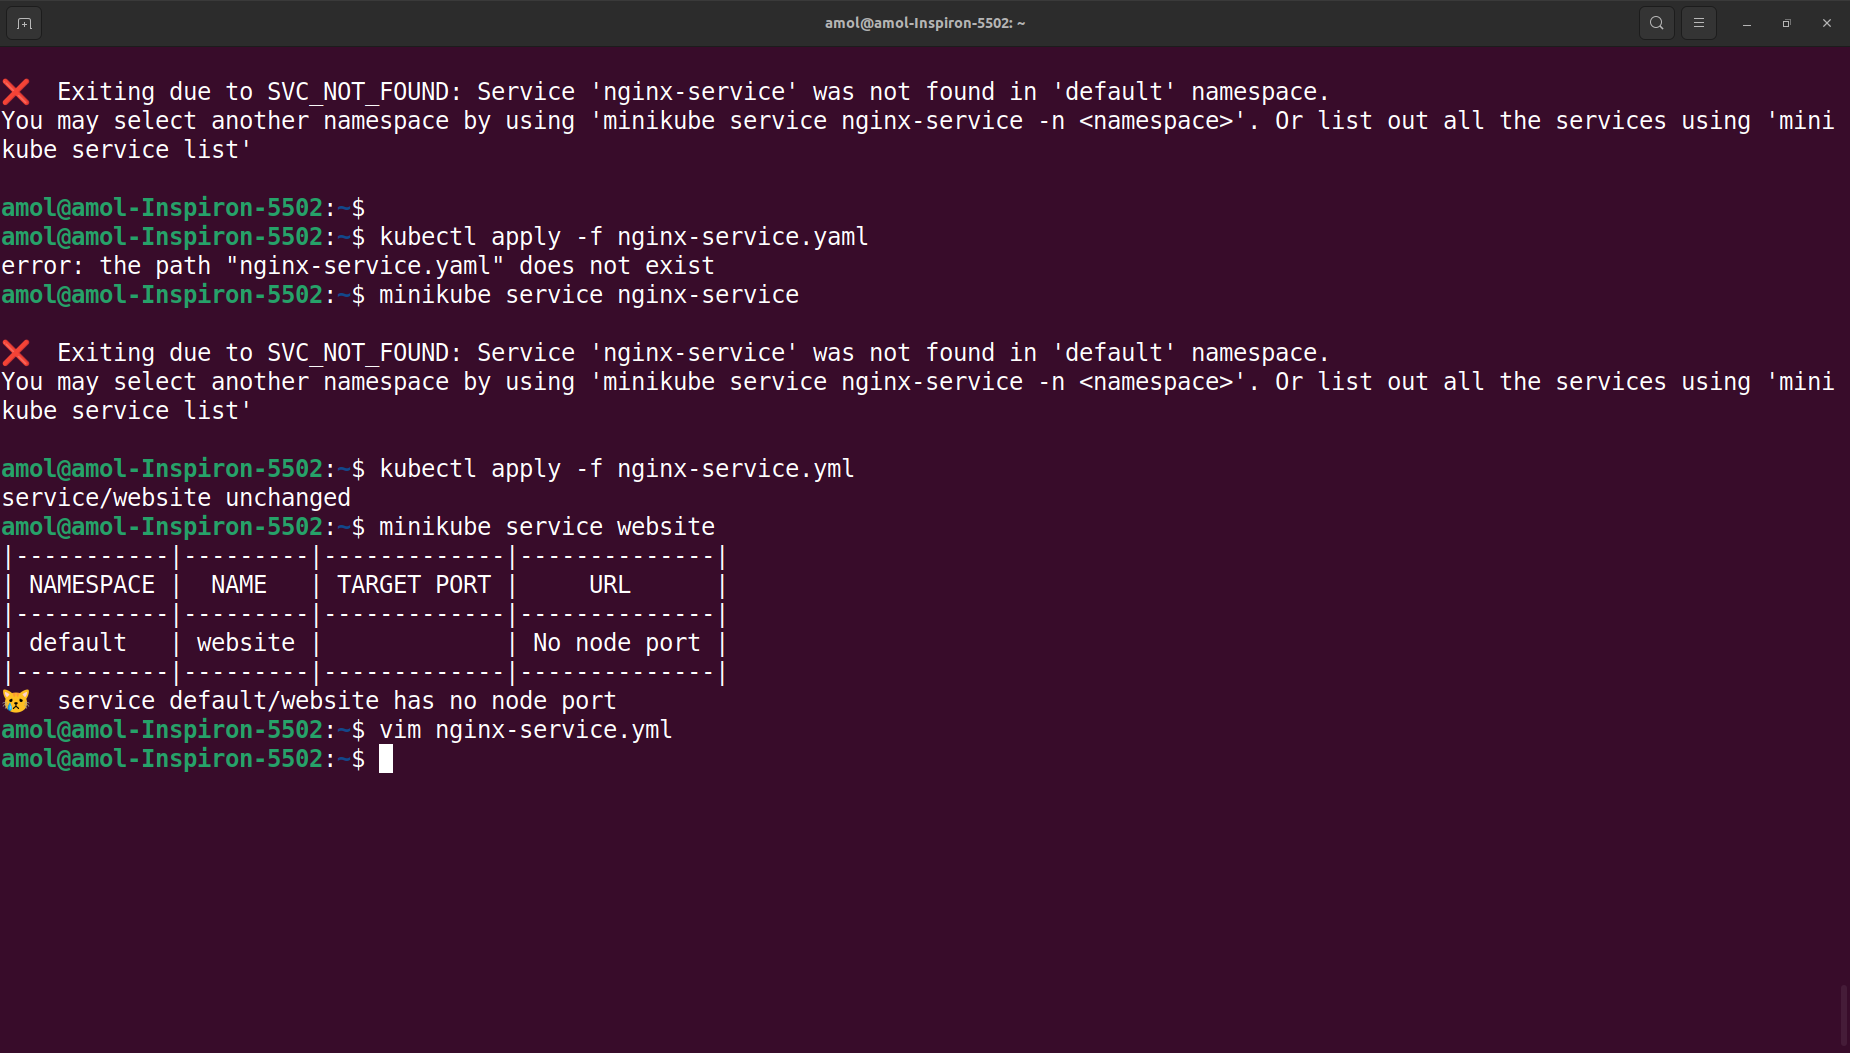 amol@amol-Inspiron-5502: ~
❌  Exiting due to SVC_NOT_FOUND: Service 'nginx-service' was not found in 'default' namespace.
You may select another namespace by using 'minikube service nginx-service -n <namespace>'. Or list out all the services using 'mini
kube service list'
amol@amol-Inspiron-5502:~$
amol@amol-Inspiron-5502:~$ kubectl apply -f nginx-service.yaml
error: the path "nginx-service.yaml" does not exist
amol@amol-Inspiron-5502:~$ minikube service nginx-service
❌  Exiting due to SVC_NOT_FOUND: Service 'nginx-service' was not found in 'default' namespace.
You may select another namespace by using 'minikube service nginx-service -n <namespace>'. Or list out all the services using 'mini
kube service list'
amol@amol-Inspiron-5502:~$ kubectl apply -f nginx-service.yml
service/website unchanged
amol@amol-Inspiron-5502:~$ minikube service website
|-----------|---------|-------------|--------------|
| NAMESPACE |  NAME   | TARGET PORT |     URL      |
|-----------|---------|-------------|--------------|
| default   | website |             | No node port |
|-----------|---------|-------------|--------------|
😿  service default/website has no node port
amol@amol-Inspiron-5502:~$ vim nginx-service.yml
amol@amol-Inspiron-5502:~$